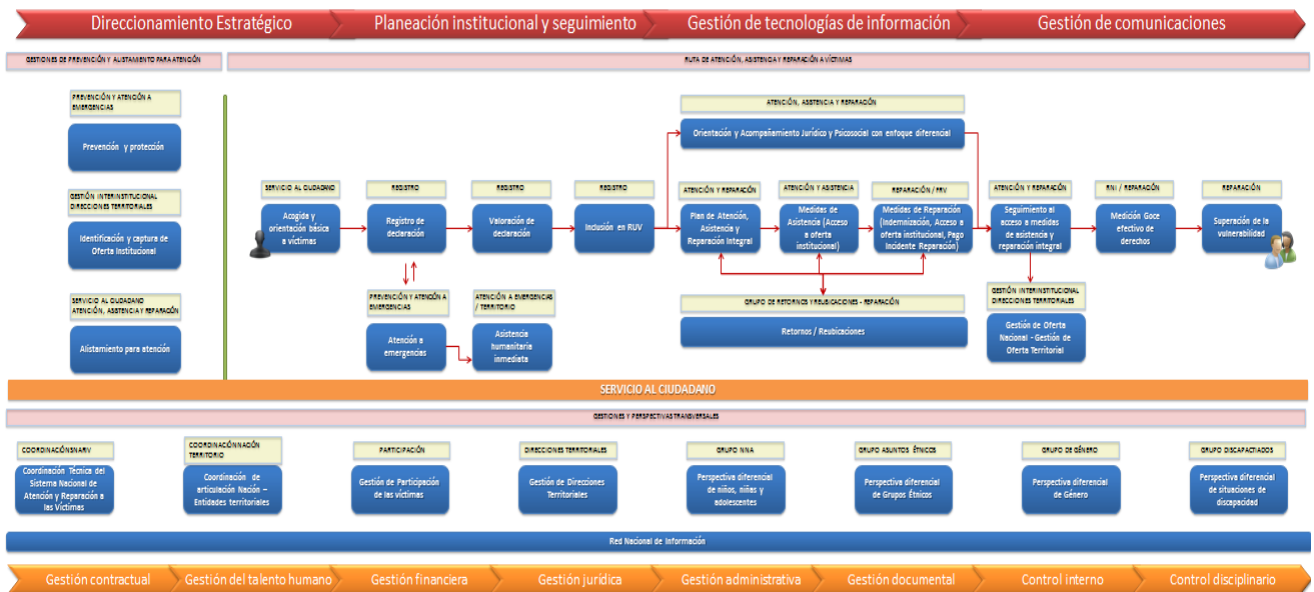 Direccionamiento Estratégico
Planeación institucional y seguimiento
Gestión de tecnologías de información
Gestión de comunicaciones
GESTIONES DE PREVENCIÓN Y ALISTAMIENTO PARA ATENCIÓN
RUTA DE ATENCIÓN, ASISTENCIA Y REPARACIÓN A VÍCTIMAS
PREVENCIÓN Y ATENCIÓN A
EMERGENCIAS
Prevención y protección
GESTIÓN INTERINSTITUCIONAL
DIRECCIONES TERRITORIALES
Identificación y captura de
Oferta Institucional
SERVICIO AL CIUDADANO
ATENCIÓN, ASISTENCIA Y REPARACIÓN
Alistamiento para atención
ATENCIÓN, ASISTENCIA Y REPARACIÓN
Orientación y Acompañamiento Jurídico y Psicosocial con enfoque diferencial
SERVICIO AL CIUDADANO
Acogida y
orientación básica
a víctimas
REGISTRO
Registro de
declaración
REGISTRO
Valoración de
declaración
REGISTRO
Inclusión en RUV
ATENCIÓN Y REPARACIÓN
Plan de Atención,
Asistencia y
Reparación Integral
ATENCIÓN Y ASISTENCIA
Medidas de
Asistencia (Acceso
a oferta
institucional)
REPARACIÓN / FRV
Medidas de Reparación
(Indemnización, Acceso a
oferta institucional, Pago
Incidente Reparación)
ATENCIÓN Y REPARACIÓN
Seguimiento al
acceso a medidas
de asistencia y
reparación integral
RNI / REPARACIÓN
Medición Goce
efectivo de
derechos
REPARACIÓN
Superación de la
vulnerabilidad
PREVENCIÓN Y ATENCIÓN A
EMERGENCIAS
Atención a
emergencias
ATENCIÓN A EMERGENCIAS
/ TERRITORIO
Asistencia
humanitaria
inmediata
GRUPO DE RETORNOS Y REUBICACIONES - REPARACIÓN
Retornos / Reubicaciones
GESTIÓN INTERINSTITUCIONAL
DIRECCIONES TERRITORIALES
Gestión de Oferta
Nacional - Gestión de
Oferta Territorial
SERVICIO AL CIUDADANO
GESTIONES Y PERSPECTIVAS TRANSVERSALES
COORDINACIÓNSNARIV
Coordinación Técnica del
Sistema Nacional de
Atención y Reparación a
las Víctimas
COORDINACIÓNNACIÓN
TERRITORIO
Coordinación de
articulación Nación –
Entidades territoriales
PARTICIPACIÓN
Gestión de Participación
de las víctimas
DIRECCIONES TERRITORIALES
Gestión de Direcciones
Territoriales
GRUPO NNA
Perspectiva diferencial
de niños, niñas y
adolescentes
GRUPO ASUNTOS ÉTNICOS
Perspectiva diferencial
de Grupos Étnicos
GRUPO DE GÉNERO
Perspectiva diferencial
de Género
GRUPO DISCAPACTIADOS
Perspectiva diferencial
de situaciones de
discapacidad
Red Nacional de Información
Gestión contractual
Gestión del talento humano
Gestión financiera
Gestión jurídica
Gestión administrativa
Gestión documental
Control interno
Control disciplinario